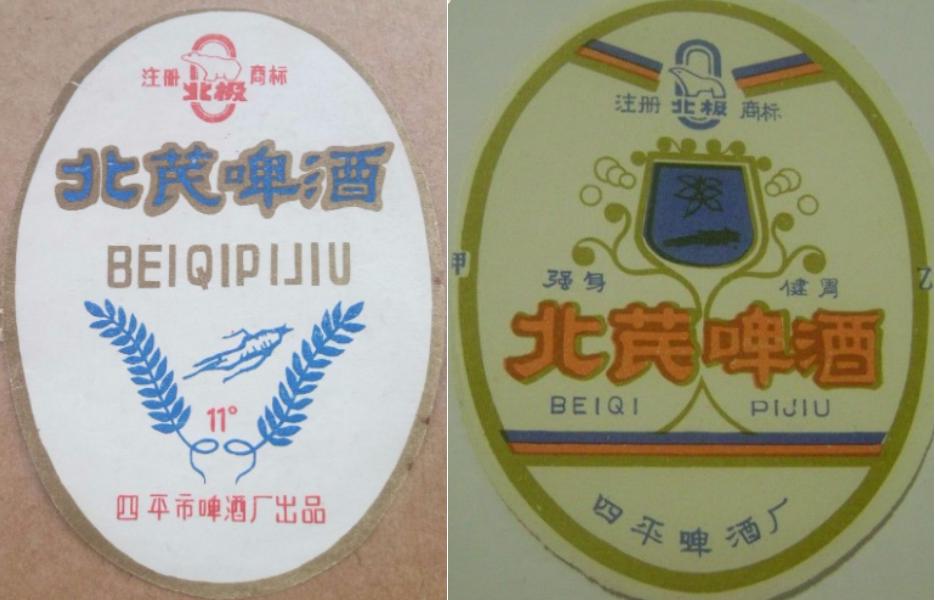 注册 北极 商标
北芪啤酒
BEIQIPIJIU
11°
四平市啤酒厂出品
注册 北极 商标
强身 健胃
北芪啤酒
BEIQI PIJIU
四平啤酒厂
乙